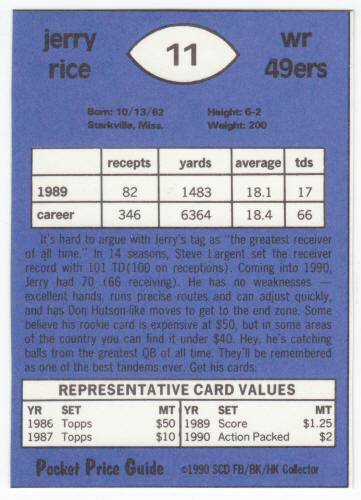 jerry rice
11
wr 49ers
Born: 10/13/62
Starkville, Miss.
Height: 6-2
Weight: 200
recepts yards average tds
1989 82 1483 18.1 17
career 346 6364 18.4 66
It's hard to argue with Jerry's tag as "the greatest receiver
of all time." In 14 seasons, Steve Largent set the receiver
record with 101 TD(100 on receptions). Coming into 1990,
Jerry had 70 (66 receiving). He has no weaknesses —
excellent hands, runs precise routes and can adjust quickly,
and has Don Hutson-like moves to get to the end zone. Some
believe his rookie card is expensive at $50, but in some areas
of the country you can find it under $40. Hey, he's catching
balls from the greatest QB of all time. They'll be remembered
as one of the best tandems ever. Get his cards.
REPRESENTATIVE CARD VALUES
YR SET MT YR SET MT
1986 Topps $50 1989 Score $1.25
1987 Topps $10 1990 Action Packed $2
Pocket Price Guide ©1990 SCD FB/BK/HK Collector